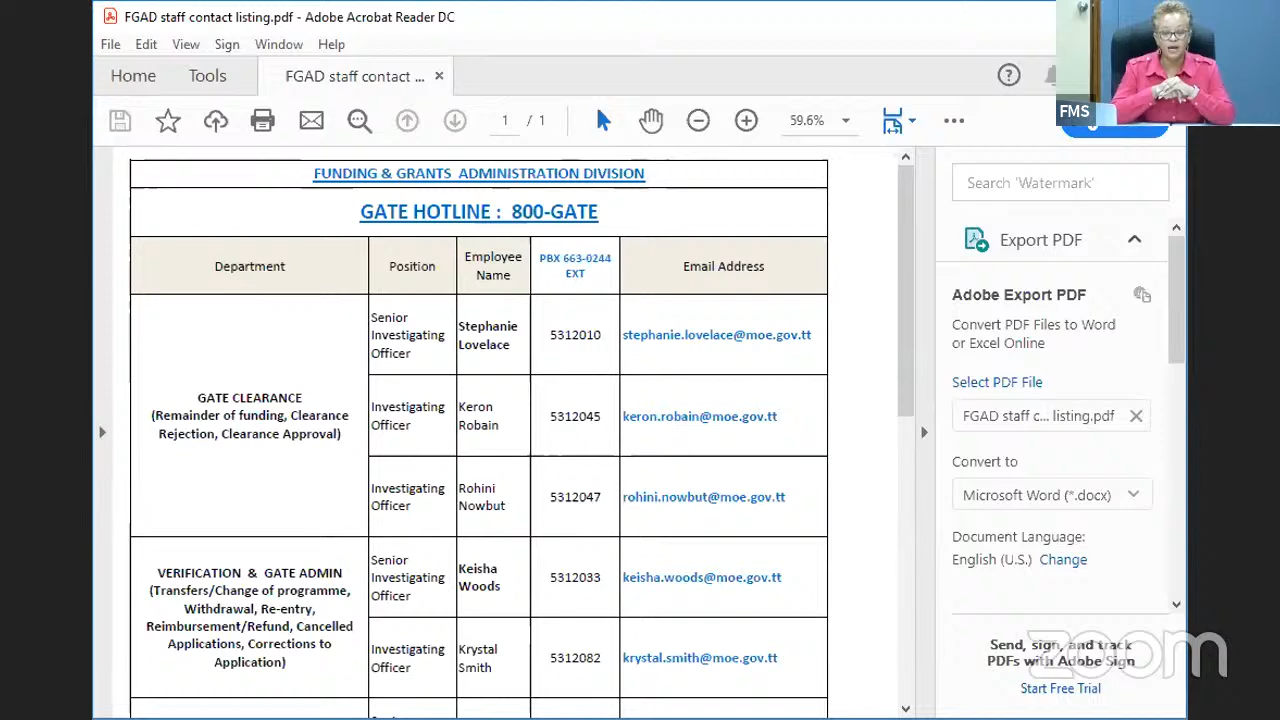 FGAD staff contact listing.pdf - Adobe Acrobat Reader DC
File Edit View Sign Window Help
Home Tools FGAD staff contact ... ×
1 / 1 59.6%
FMS
FUNDING & GRANTS ADMINISTRATION DIVISION
GATE HOTLINE : 800-GATE
Department Position Employee Name PBX 663-0244 EXT Email Address
GATE CLEARANCE
(Remainder of funding, Clearance
Rejection, Clearance Approval)
Senior
Investigating
Officer
Stephanie
Lovelace
5312010
stephanie.lovelace@moe.gov.tt
Investigating
Officer
Keron
Robain
5312045
keron.robain@moe.gov.tt
Investigating
Officer
Rohini
Nowbut
5312047
rohini.nowbut@moe.gov.tt
VERIFICATION & GATE ADMIN
(Transfers/Change of programme,
Withdrawal, Re-entry,
Reimbursement/Refund, Cancelled
Applications, Corrections to
Application)
Senior
Investigating
Officer
Keisha
Woods
5312033
keisha.woods@moe.gov.tt
Investigating
Officer
Krystal
Smith
5312082
krystal.smith@moe.gov.tt
Search 'Watermark'
Export PDF
Adobe Export PDF
Convert PDF Files to Word
or Excel Online
Select PDF File
FGAD staff c... listing.pdf
Convert to
Microsoft Word (*.docx)
Document Language:
English (U.S.) Change
Send, sign, and track
PDFs with Adobe Sign
Start Free Trial
zoom